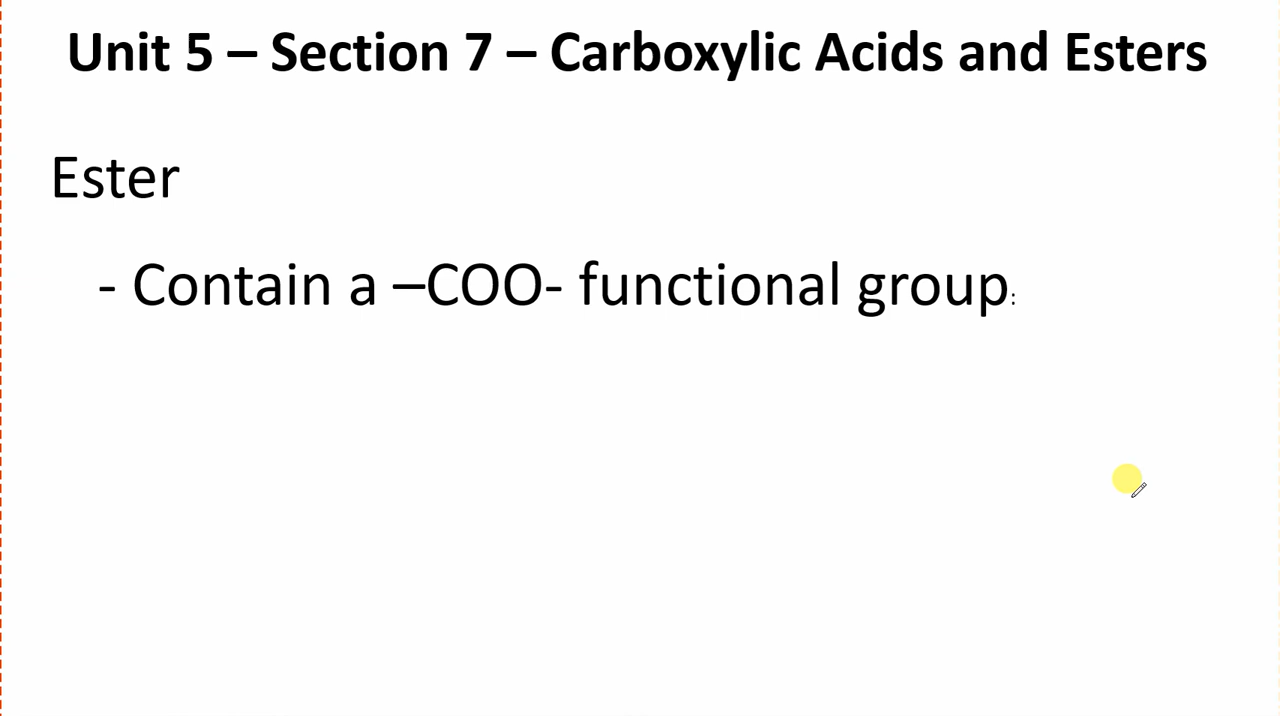 Unit 5 – Section 7 – Carboxylic Acids and Esters
Ester
- Contain a –COO- functional group: